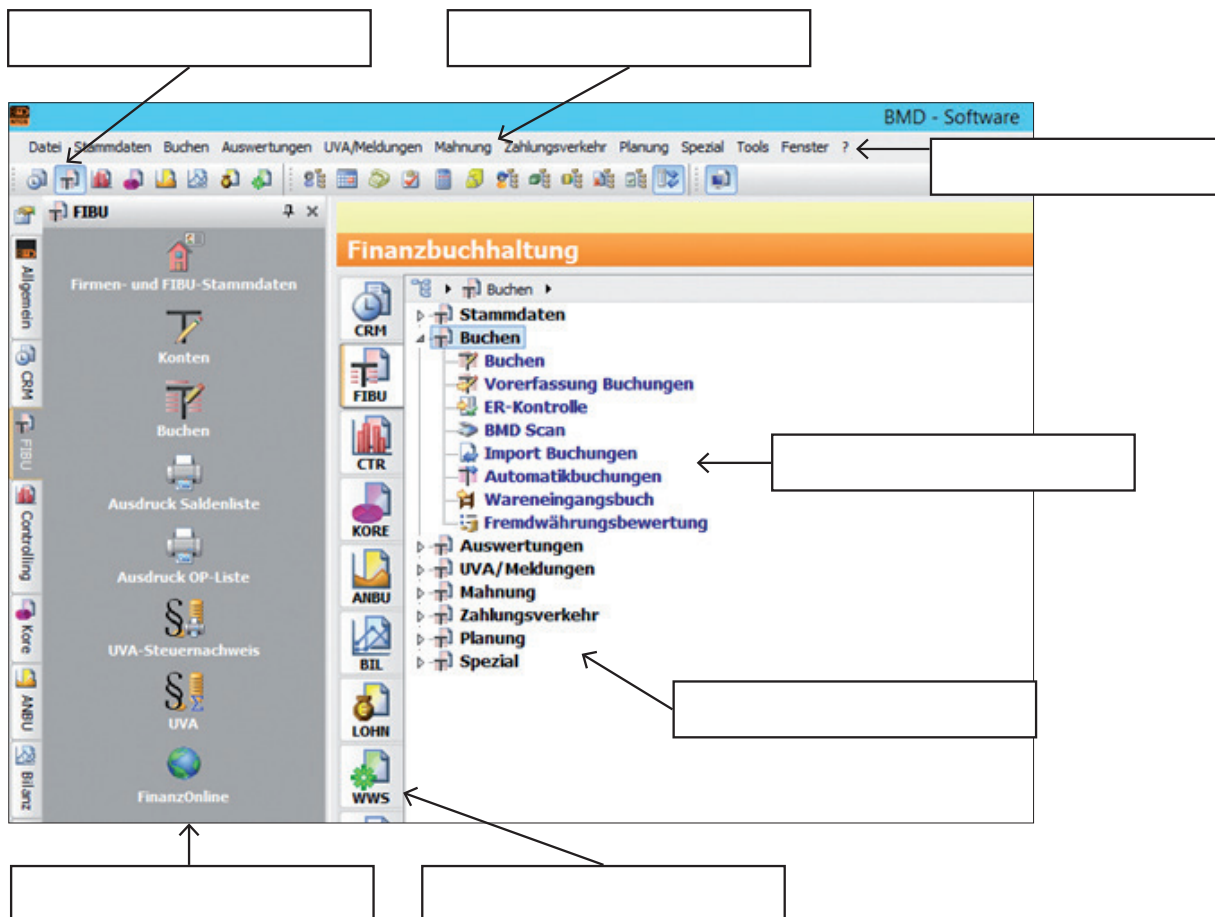 BMD - Software
Datei Stammdaten Buchen Auswertungen UVA/Meldungen Mahnung Zahlungsverkehr Planung Spezial Tools Fenster ?
FIBU
Allgemein
CRM
FIBU
Controlling
Kore
ANBU
Bilanz
Firmen- und FIBU-Stammdaten
Konten
Buchen
Ausdruck Saldenliste
Ausdruck OP-Liste
UVA-Steuernachweis
UVA
FinanzOnline
Finanzbuchhaltung
CRM
FIBU
CTR
KORE
ANBU
BIL
LOHN
WWS
Buchen
Stammdaten
Buchen
Buchen
Vorerfassung Buchungen
ER-Kontrolle
BMD Scan
Import Buchungen
Automatikbuchungen
Wareneingangsbuch
Fremdwährungsbewertung
Auswertungen
UVA/Meldungen
Mahnung
Zahlungsverkehr
Planung
Spezial